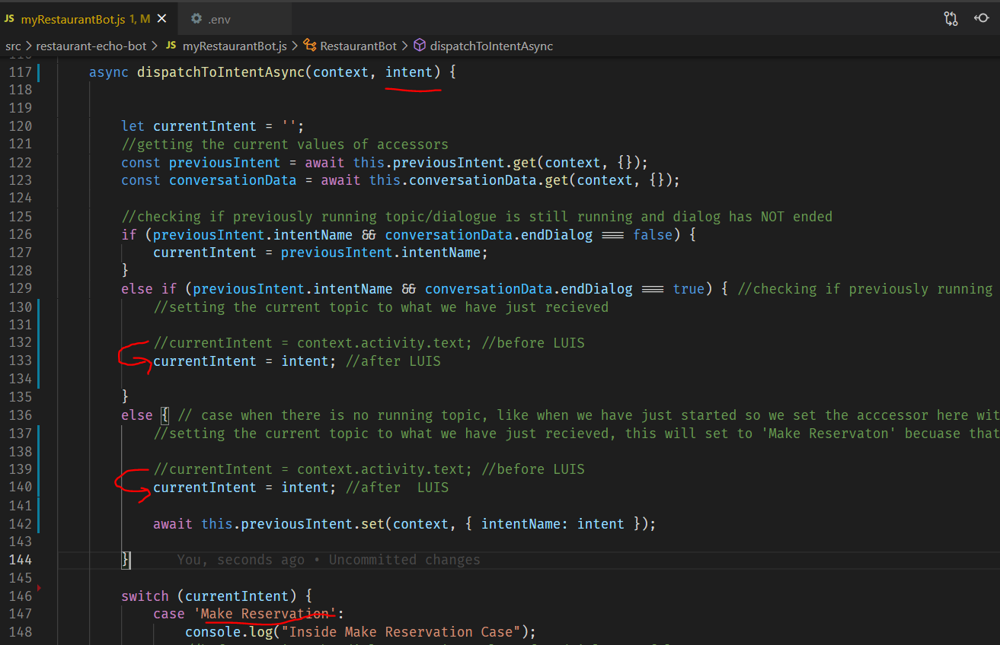 JS myRestaurantBot.js 1, M ✕ .env
src > restaurant-echo-bot > JS myRestaurantBot.js > RestaurantBot > dispatchToIntentAsync
117 async dispatchToIntentAsync(context, intent) {
118
119
120 let currentIntent = '';
121 //getting the current values of accessors
122 const previousIntent = await this.previousIntent.get(context, {});
123 const conversationData = await this.conversationData.get(context, {});
124
125 //checking if previously running topic/dialogue is still running and dialog has NOT ended
126 if (previousIntent.intentName && conversationData.endDialog === false) {
127 currentIntent = previousIntent.intentName;
128 }
129 else if (previousIntent.intentName && conversationData.endDialog === true) { //checking if previously running
130 //setting the current topic to what we have just recieved
131
132 //currentIntent = context.activity.text; //before LUIS
133 currentIntent = intent; //after LUIS
134
135 }
136 else { // case when there is no running topic, like when we have just started so we set the acccessor here wit
137 //setting the current topic to what we have just recieved, this will set to 'Make Reservaton' becuase that
138
139 //currentIntent = context.activity.text; //before LUIS
140 currentIntent = intent; //after  LUIS
141
142 await this.previousIntent.set(context, { intentName: intent });
143
144 } You, seconds ago • Uncommitted changes
145
146 switch (currentIntent) {
147 case 'Make Reservation':
148 console.log("Inside Make Reservation Case");